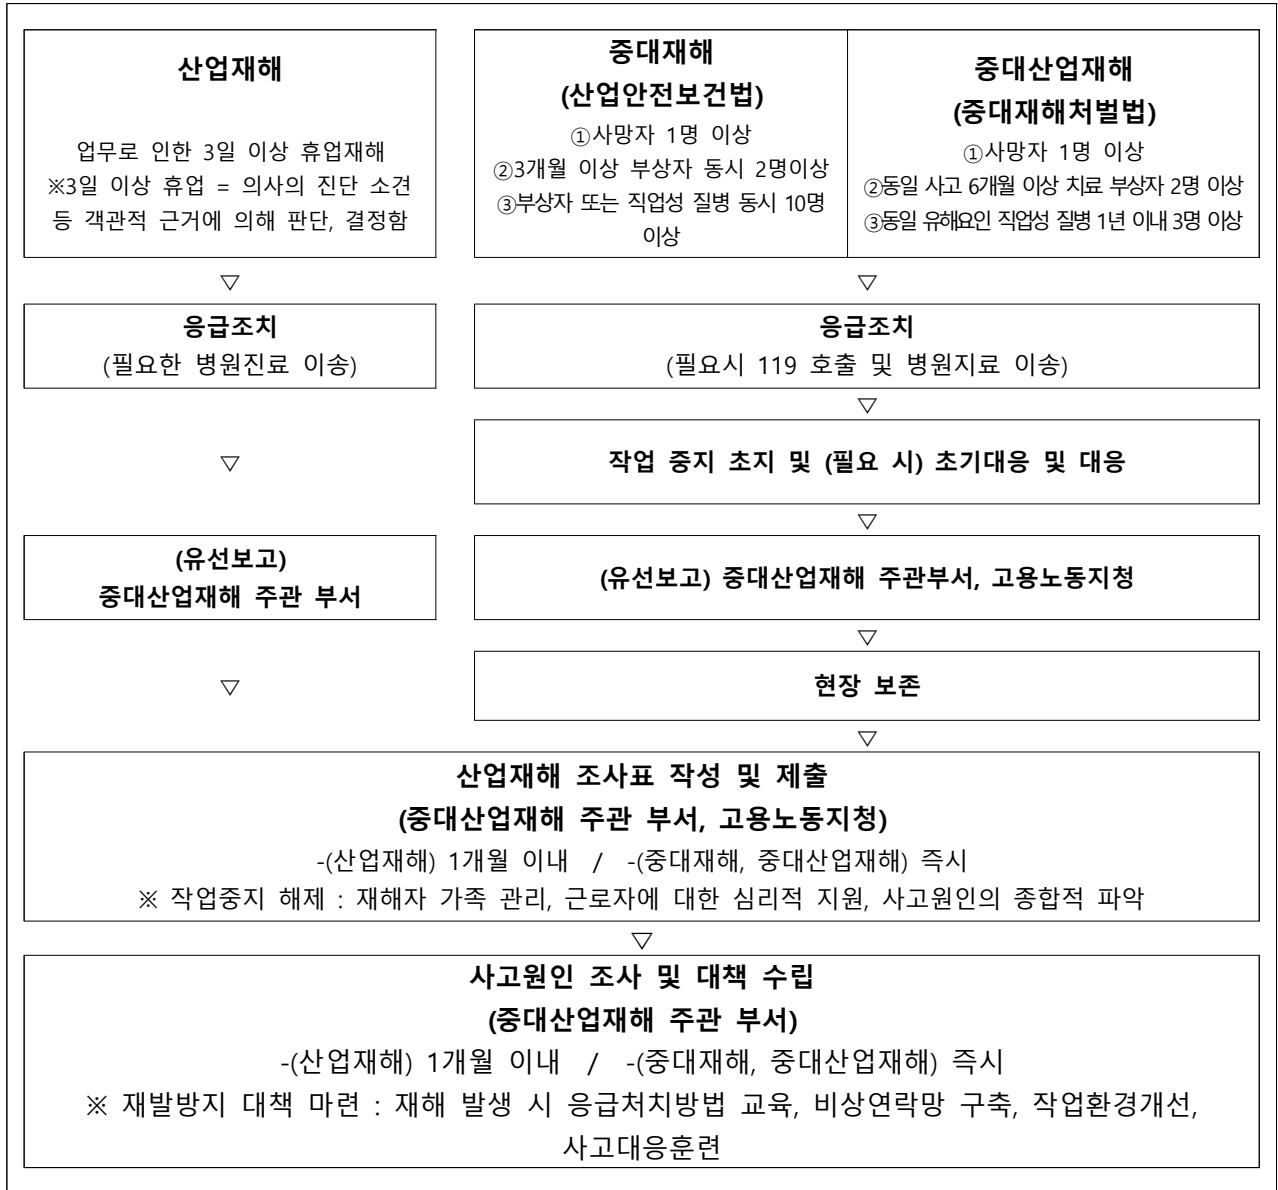 산업재해
업무로 인한 3일 이상 휴업재해
※3일 이상 휴업 = 의사의 진단 소견
등 객관적 근거에 의해 판단, 결정함
중대재해
(산업안전보건법)
①사망자 1명 이상
②3개월 이상 부상자 동시 2명이상
③부상자 또는 직업성 질병 동시 10명
이상
중대산업재해
(중대재해처벌법)
①사망자 1명 이상
②동일 사고 6개월 이상 치료 부상자 2명 이상
③동일 유해요인 직업성 질병 1년 이내 3명 이상
▽
▽
응급조치
(필요한 병원진료 이송)
응급조치
(필요시 119 호출 및 병원지료 이송)
▽
▽
작업 중지 초지 및 (필요 시) 초기대응 및 대응
▽
(유선보고)
중대산업재해 주관 부서
(유선보고) 중대산업재해 주관부서, 고용노동지청
▽
▽
현장 보존
▽
산업재해 조사표 작성 및 제출
(중대산업재해 주관 부서, 고용노동지청)
-(산업재해) 1개월 이내 / -(중대재해, 중대산업재해) 즉시
※ 작업중지 해제 : 재해자 가족 관리, 근로자에 대한 심리적 지원, 사고원인의 종합적 파악
▽
사고원인 조사 및 대책 수립
(중대산업재해 주관 부서)
-(산업재해) 1개월 이내 / -(중대재해, 중대산업재해) 즉시
※ 재발방지 대책 마련 : 재해 발생 시 응급처치방법 교육, 비상연락망 구축, 작업환경개선,
사고대응훈련